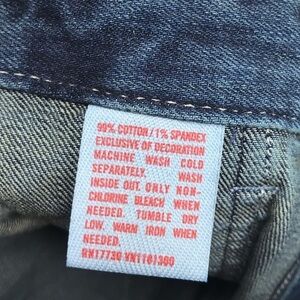 99% COTTON/1% SPANDEX
EXCLUSIVE OF DECORATION
MACHINE WASH COLD
SEPARATELY. WASH
INSIDE OUT. ONLY NON-
CHLORINE BLEACH WHEN
NEEDED. TUMBLE DRY
LOW. WARM IRON WHEN
NEEDED.
RN17730 VN1181300